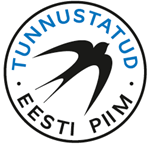 TUNNUSTATUD
· EESTI PIIM ·